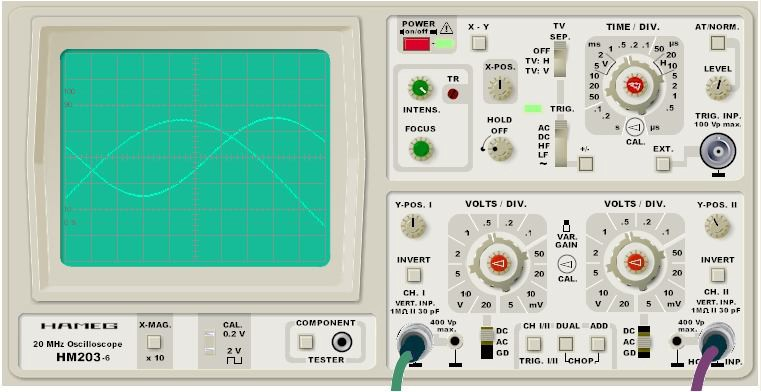 POWER
on/off
X - Y
TV
SEP.
OFF
TV: H
TV: V
TIME / DIV.
ms
2
5
10
20
50
.1
.2
s
1
.5
.2
.1
50
20
10
5
2
1
.5
µs
V
H
µs
CAL.
AT/NORM.
LEVEL
TRIG. INP.
100 Vp max.
X-POS.
TR
INTENS.
FOCUS
HOLD
OFF
TRIG.
AC
DC
HF
LF
~
+/-
EXT.
100
90
10
Y-POS. I
VOLTS / DIV.
VAR.
GAIN
CAL.
VOLTS / DIV.
Y-POS. II
1
.5
.2
.1
2
50
5
20
10
10
V
20
5
mV
1
.5
.2
.1
2
50
5
20
10
10
V
20
5
mV
INVERT
INVERT
CH. I
VERT. INP.
1MΩ II 30 pF
CH. II
VERT. INP.
1MΩ II 30 pF
400 Vp
max.
DC
AC
GD
CH I/II
DUAL
ADD
TRIG. I/II
CHOP.
DC
AC
GD
400 Vp
max.
INP.
HAMEG
20 MHz Oscilloscope
HM203-6
X-MAG.
x 10
CAL.
0.2 V
2 V
COMPONENT
TESTER